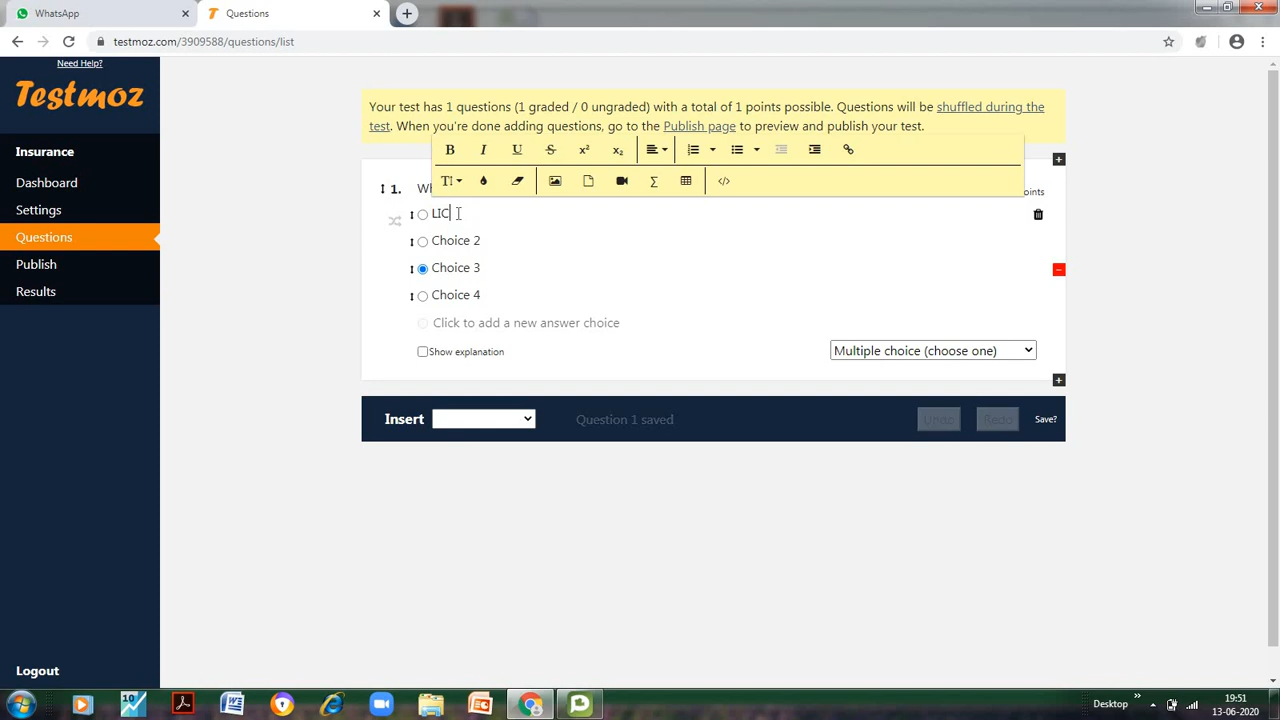 WhatsApp
Questions
testmoz.com/3909588/questions/list
Need Help?
Testmoz
Insurance
Dashboard
Settings
Questions
Publish
Results
Logout
Your test has 1 questions (1 graded / 0 ungraded) with a total of 1 points possible. Questions will be shuffled during the
test. When you're done adding questions, go to the Publish page to preview and publish your test.
1.
LIC
Choice 2
Choice 3
Choice 4
Click to add a new answer choice
Show explanation
Multiple choice (choose one)
Insert
Question 1 saved
Undo
Redo
Save?
Desktop
19:51
13-06-2020